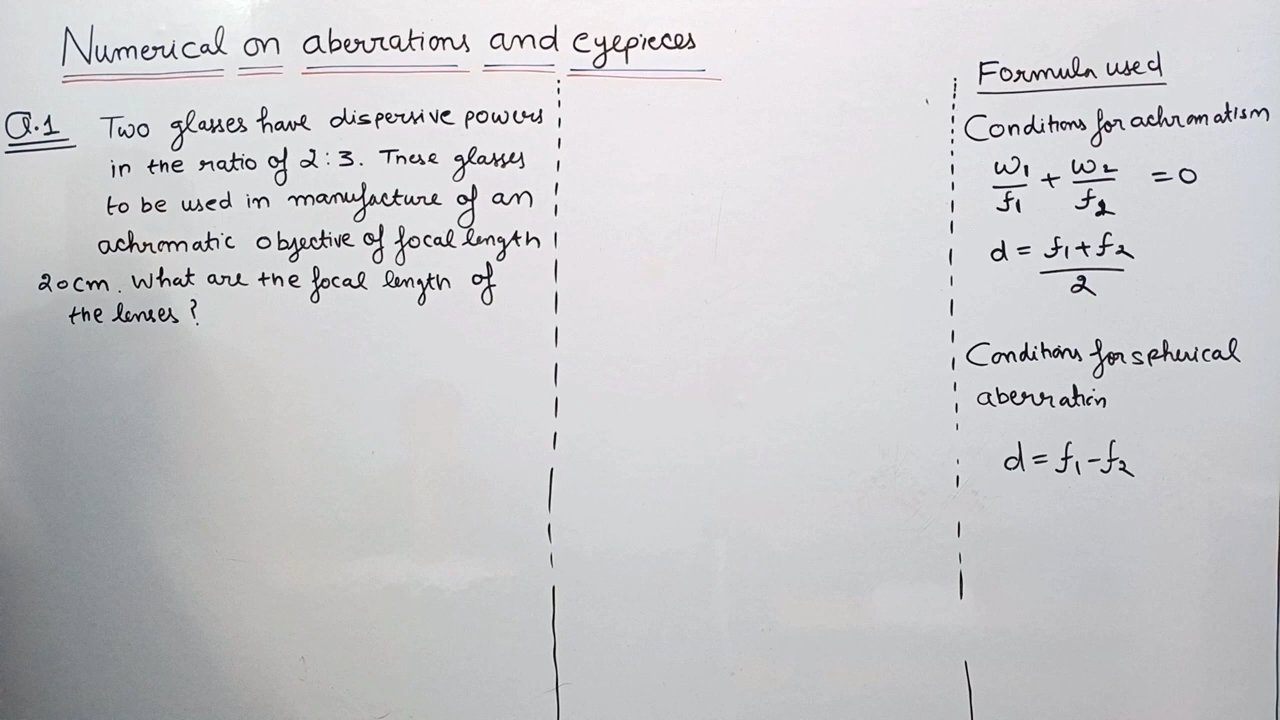 Numerical on aberrations and eyepieces
Q.1 Two glasses have dispersive powers
in the ratio of 2:3. These glasses
to be used in manufacture of an
achromatic objective of focal length
20cm. What are the focal length of
the lenses?
Formula used
Conditions for achromatism
ω₁/f₁ + ω₂/f₂ = 0
d = (f₁+f₂)/2
Conditions for spherical
aberration
d = f₁-f₂